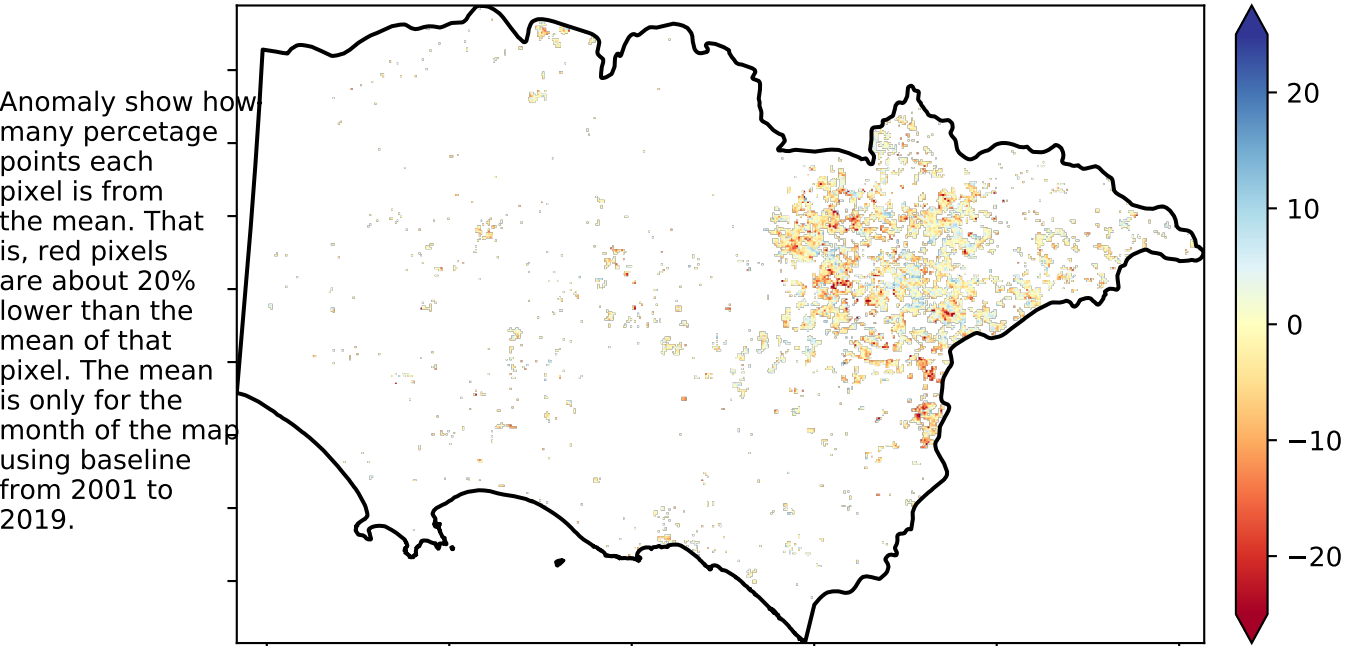 Anomaly show how
many percetage
points each
pixel is from
the mean. That
is, red pixels
are about 20%
lower than the
mean of that
pixel. The mean
is only for the
month of the map
using baseline
from 2001 to
2019.
20
10
0
−10
−20